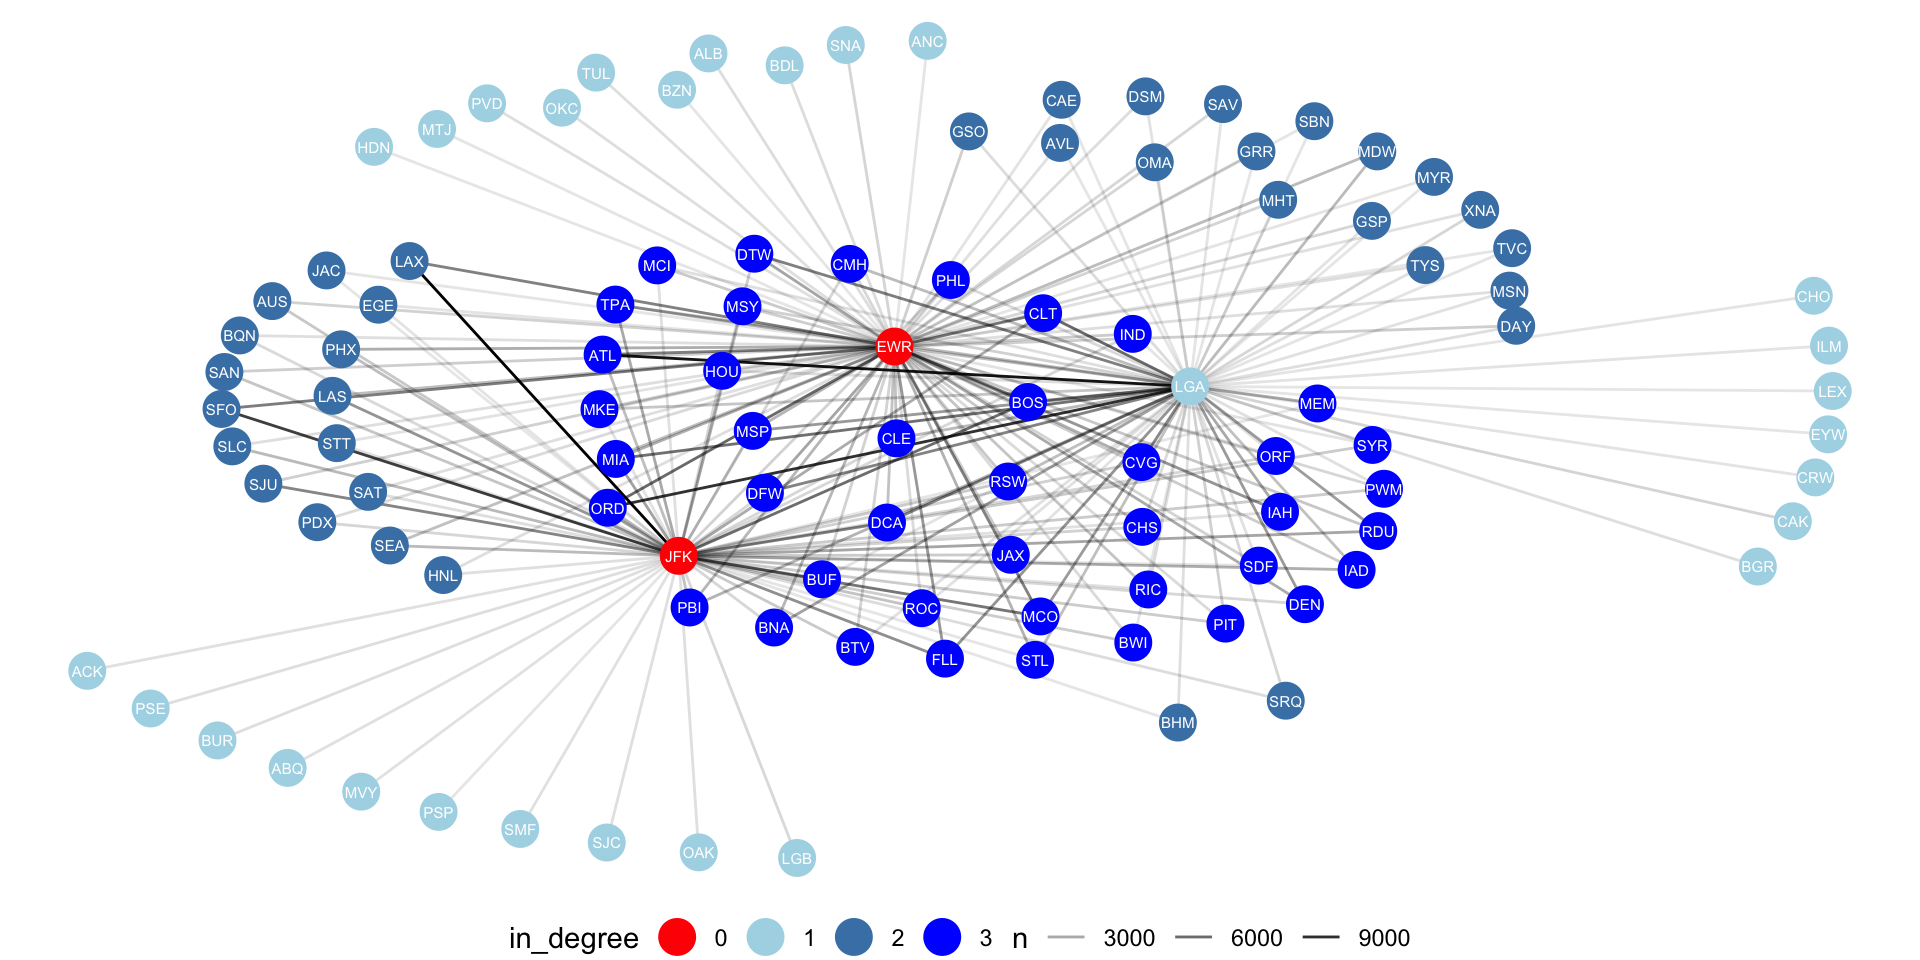 ANC
SNA
ALB
BDL
TUL
BZN
PVD
OKC
MTJ
HDN
CAE
DSM
SAV
GSO
SBN
AVL
GRR
MDW
OMA
MYR
MHT
XNA
GSP
TVC
TYS
MSN
DAY
LAX
JAC
AUS
EGE
BQN
PHX
SAN
LAS
SFO
SLC
STT
SJU
SAT
PDX
SEA
HNL
MCI
DTW
CMH
PHL
TPA
MSY
CLT
IND
EWR
ATL
HOU
LGA
MKE
BOS
MEM
MSP
CLE
SYR
MIA
CVG
ORF
RSW
DFW
PWM
ORD
IAH
DCA
CHS
RDU
JFK
JAX
SDF
IAD
BUF
RIC
PBI
ROC
MCO
DEN
BNA
PIT
BTV
BWI
FLL
STL
SRQ
BHM
CHO
ILM
LEX
EYW
CRW
CAK
BGR
ACK
PSE
BUR
ABQ
MVY
PSP
SMF
SJC
OAK
LGB
in_degree 0 1 2 3 n 3000 6000 9000